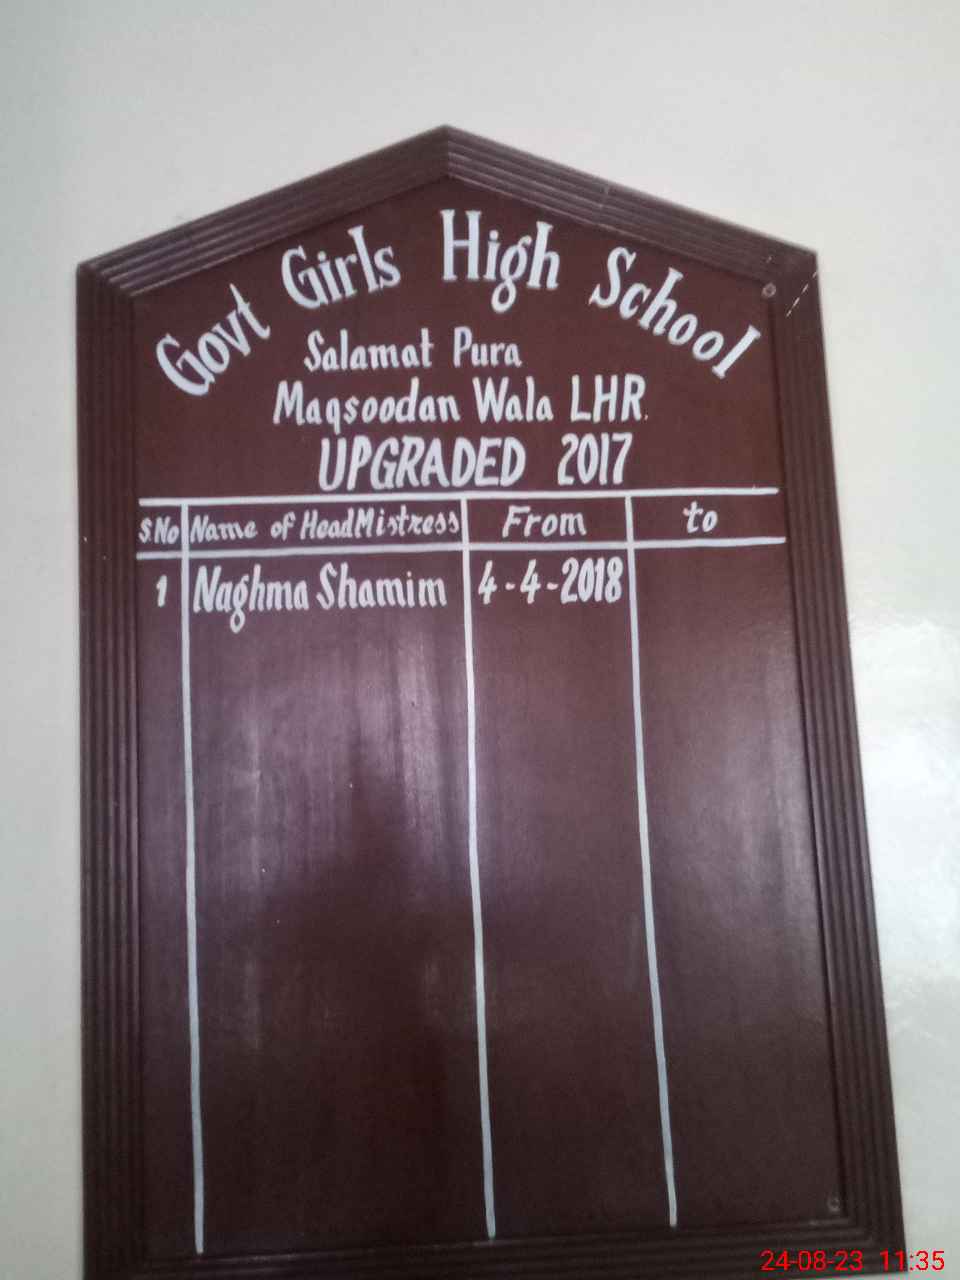 Govt Girls High School
Salamat Pura
Maqsoodan Wala LHR.
UPGRADED 2017
S.No Name of HeadMistress From to
1 Naghma Shamim 4-4-2018
24-08-23 11:35